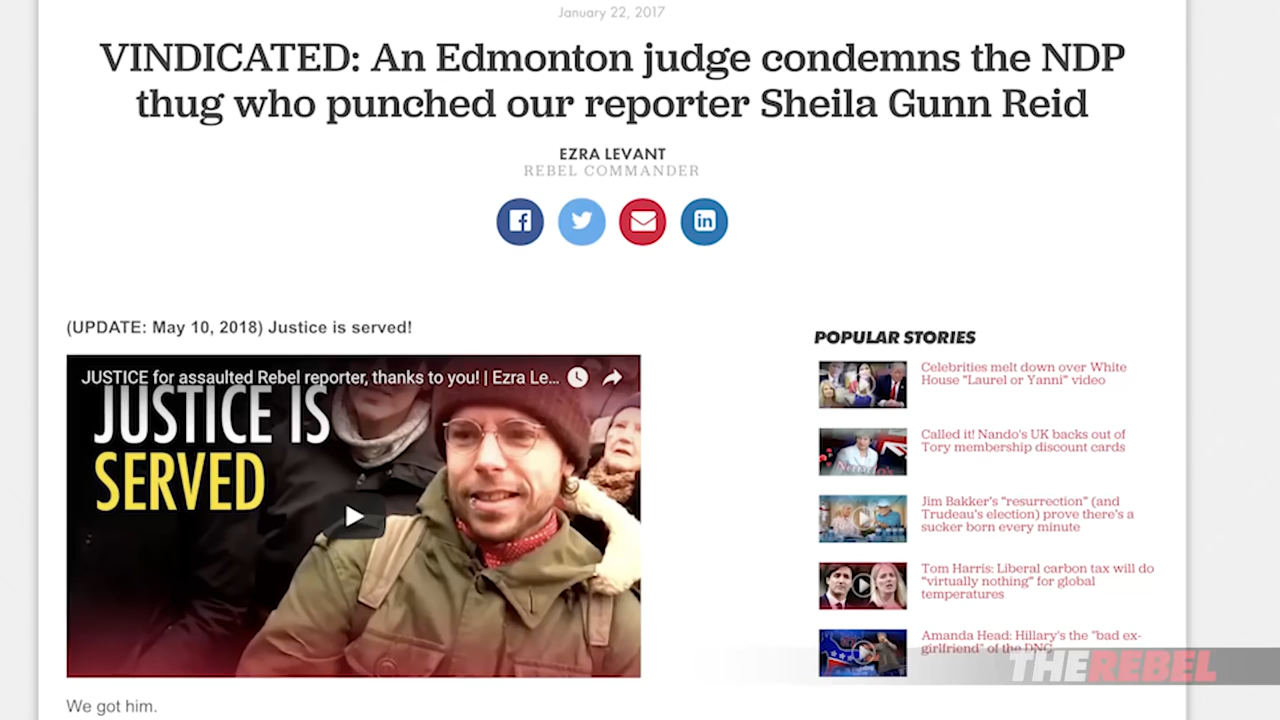 January 22, 2017
VINDICATED: An Edmonton judge condemns the NDP
thug who punched our reporter Sheila Gunn Reid
EZRA LEVANT
REBEL COMMANDER
(UPDATE: May 10, 2018) Justice is served!
JUSTICE for assaulted Rebel reporter, thanks to you! | Ezra Le...
JUSTICE IS
SERVED
We got him.
POPULAR STORIES
Celebrities melt down over White
House "Laurel or Yanni" video
Called it! Nando's UK backs out of
Tory membership discount cards
Jim Bakker's "resurrection" (and
Trudeau's election) prove there's a
sucker born every minute
Tom Harris: Liberal carbon tax will do
"virtually nothing" for global
temperatures
Amanda Head: Hillary's the "bad ex-
girlfriend" of the DNC
THEREBEL